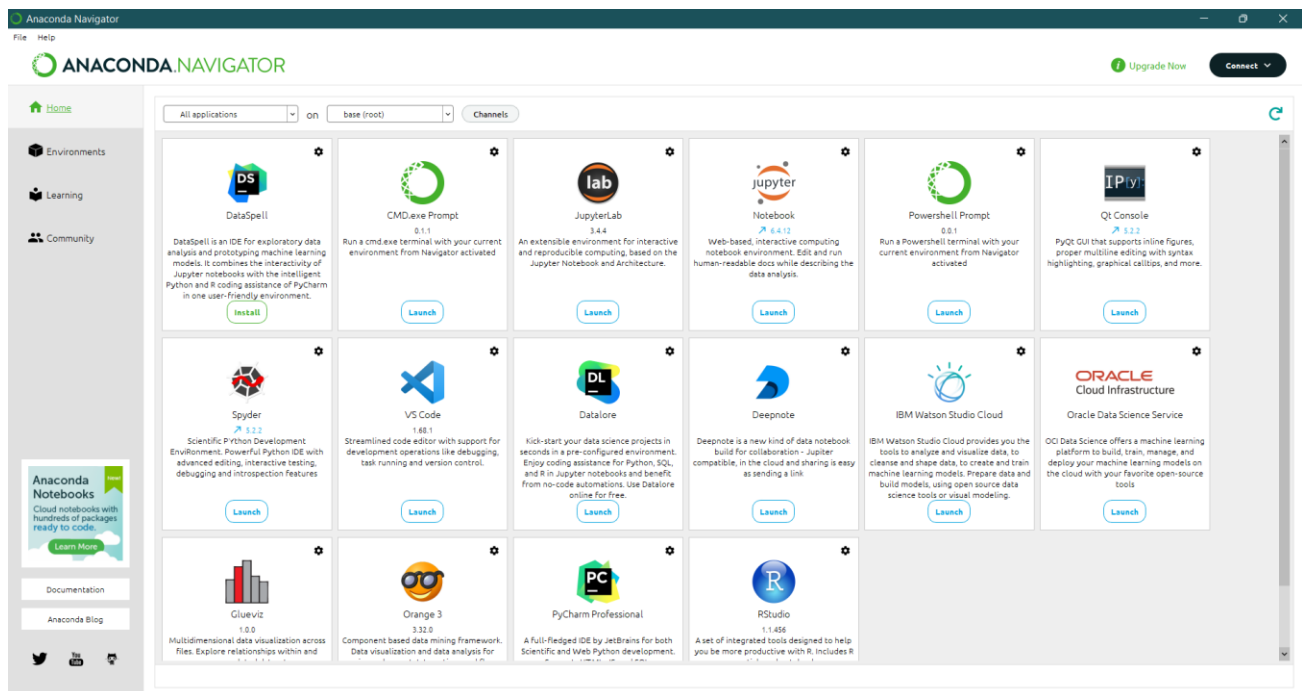 Anaconda Navigator
File Help
ANACONDA.NAVIGATOR
Upgrade Now
Connect
Home
Environments
Learning
Community
All applications on base (root) Channels
DS
DataSpell
DataSpell is an IDE for exploratory data
analysis and prototyping machine learning
models. It combines the interactivity of
Jupyter notebooks with the intelligent
Python and R coding assistance of PyCharm
in one user-friendly environment.
Install
CMD.exe Prompt
0.1.1
Run a cmd.exe terminal with your current
environment from Navigator activated
Launch
lab
JupyterLab
3.4.4
An extensible environment for interactive
and reproducible computing, based on the
Jupyter Notebook and Architecture.
Launch
jupyter
Notebook
6.4.12
Web-based, interactive computing
notebook environment. Edit and run
human-readable docs while describing the
data analysis.
Launch
Powershell Prompt
0.0.1
Run a Powershell terminal with your
current environment from Navigator
activated
Launch
IP[y]:
Qt Console
5.2.2
PyQt GUI that supports inline figures,
proper multiline editing with syntax
highlighting, graphical calltips, and more.
Launch
Spyder
5.2.2
Scientific PYthon Development
EnviRonment. Powerful Python IDE with
advanced editing, interactive testing,
debugging and introspection features
Launch
VS Code
1.68.1
Streamlined code editor with support for
development operations like debugging,
task running and version control.
Launch
DL
Datalore
Kick-start your data science projects in
seconds in a pre-configured environment.
Enjoy coding assistance for Python, SQL,
and R in Jupyter notebooks and benefit
from no-code automations. Use Datalore
online for free.
Launch
Deepnote
Deepnote is a new kind of data notebook
build for collaboration - Jupiter
compatible, in the cloud and sharing is easy
as sending a link
Launch
IBM Watson Studio Cloud
IBM Watson Studio Cloud provides you the
tools to analyze and visualize data, to
cleanse and shape data, to create and train
machine learning models. Prepare data and
build models, using open source data
science tools or visual modeling.
Launch
ORACLE
Cloud Infrastructure
Oracle Data Science Service
OCI Data Science offers a machine learning
platform to build, train, manage, and
deploy your machine learning models on
the cloud with your favorite open-source
tools
Launch
Glueviz
1.0.0
Multidimensional data visualization across
files. Explore relationships within and
Orange 3
3.32.0
Component based data mining framework.
Data visualization and data analysis for
PC
PyCharm Professional
A full-fledged IDE by JetBrains for both
Scientific and Web Python development.
R
RStudio
1.1.456
A set of integrated tools designed to help
you be more productive with R. Includes R
Anaconda
Notebooks
New!
Cloud notebooks with
hundreds of packages
ready to code.
Learn More
Documentation
Anaconda Blog
You
Tube